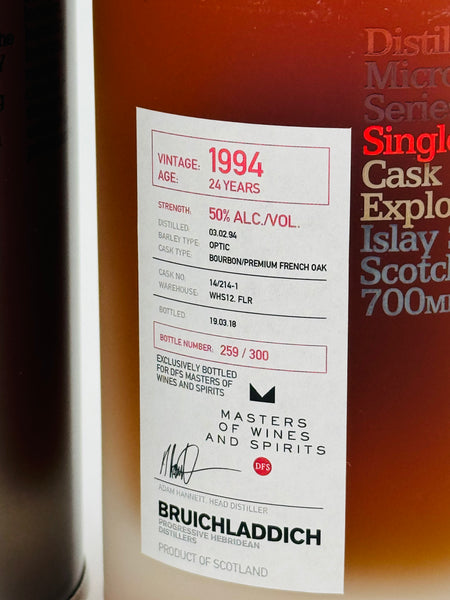 VINTAGE: 1994
AGE: 24 YEARS
STRENGTH: 50% ALC./VOL.
DISTILLED: 03.02.94
BARLEY TYPE: OPTIC
CASK TYPE: BOURBON/PREMIUM FRENCH OAK
CASK NO: 14/214-1
WAREHOUSE: WHS12. FLR
BOTTLED: 19.03.18
BOTTLE NUMBER: 259 / 300
EXCLUSIVELY BOTTLED
FOR DFS MASTERS OF
WINES AND SPIRITS
MASTERS
OF WINES
AND SPIRITS
DFS
ADAM HANNETT, HEAD DISTILLER
BRUICHLADDICH
PROGRESSIVE HEBRIDEAN
DISTILLERS
PRODUCT OF SCOTLAND
Distil
Micro
Serie
Single
Cask
Explo
Islay
Scotch
700M